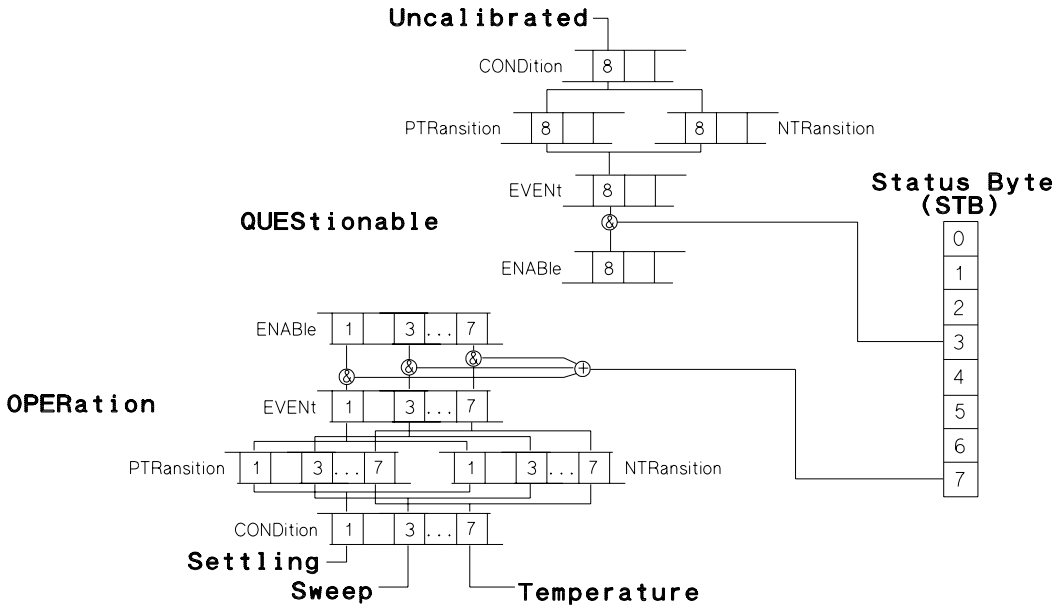 Uncalibrated
CONDition 8
PTRansition 8 8 NTRansition
EVENt 8
Status Byte
(STB)
QUEStionable &
0
ENABle 8
1
2
ENABle 1 3 ... 7
3
&
& +
& 4
OPERation EVENt 1 3 ... 7
5
6
PTRansition 1 3 ... 7 1 3 ... 7 NTRansition
7
CONDition 1 3 ... 7
Settling
Sweep Temperature